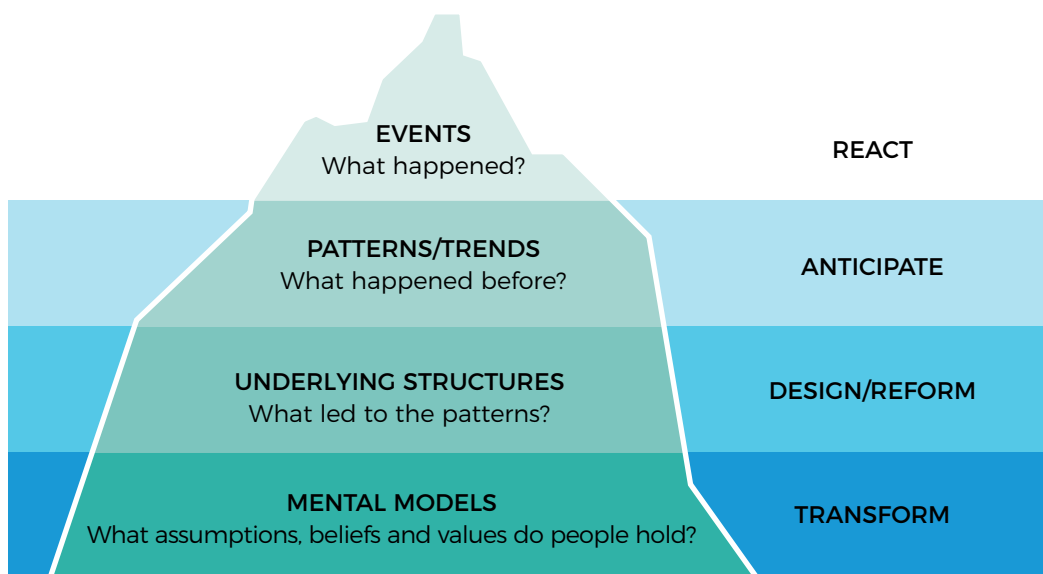 EVENTS
What happened?
REACT
PATTERNS/TRENDS
What happened before?
ANTICIPATE
UNDERLYING STRUCTURES
What led to the patterns?
DESIGN/REFORM
MENTAL MODELS
What assumptions, beliefs and values do people hold?
TRANSFORM